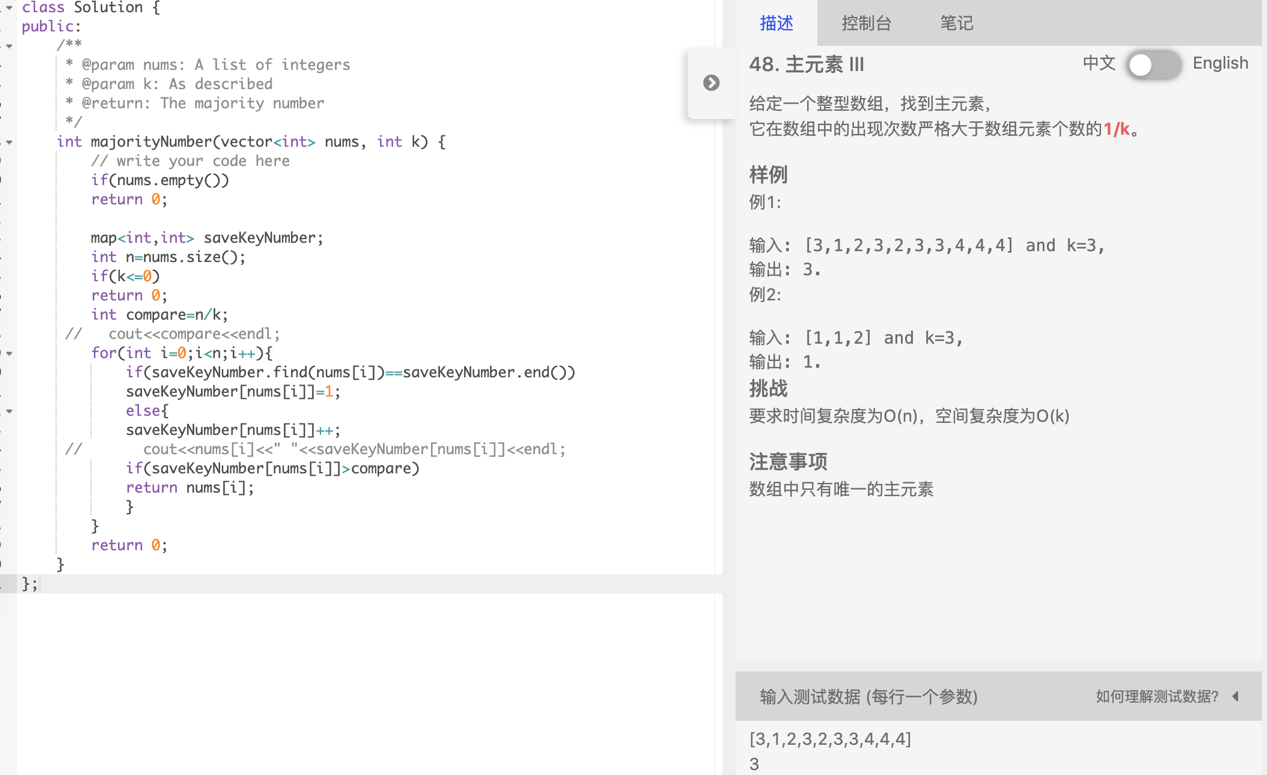 class Solution {
public:
    /**
     * @param nums: A list of integers
     * @param k: As described
     * @return: The majority number
     */
    int majorityNumber(vector<int> nums, int k) {
        // write your code here
        if(nums.empty())
        return 0;

        map<int,int> saveKeyNumber;
        int n=nums.size();
        if(k<=0)
        return 0;
        int compare=n/k;
     //   cout<<compare<<endl;
        for(int i=0;i<n;i++){
            if(saveKeyNumber.find(nums[i])==saveKeyNumber.end())
            saveKeyNumber[nums[i]]=1;
            else{
            saveKeyNumber[nums[i]]++;
     //       cout<<nums[i]<<" "<<saveKeyNumber[nums[i]]<<endl;
            if(saveKeyNumber[nums[i]]>compare)
            return nums[i];
            }
        }
        return 0;
    }
};
描述 控制台 笔记
48. 主元素 III 中文 English
给定一个整型数组，找到主元素，
它在数组中的出现次数严格大于数组元素个数的1/k。
样例
例1:
输入: [3,1,2,3,2,3,3,4,4,4] and k=3,
输出: 3.
例2:
输入: [1,1,2] and k=3,
输出: 1.
挑战
要求时间复杂度为O(n)，空间复杂度为O(k)
注意事项
数组中只有唯一的主元素
输入测试数据 (每行一个参数) 如何理解测试数据?
[3,1,2,3,2,3,3,4,4,4]
3